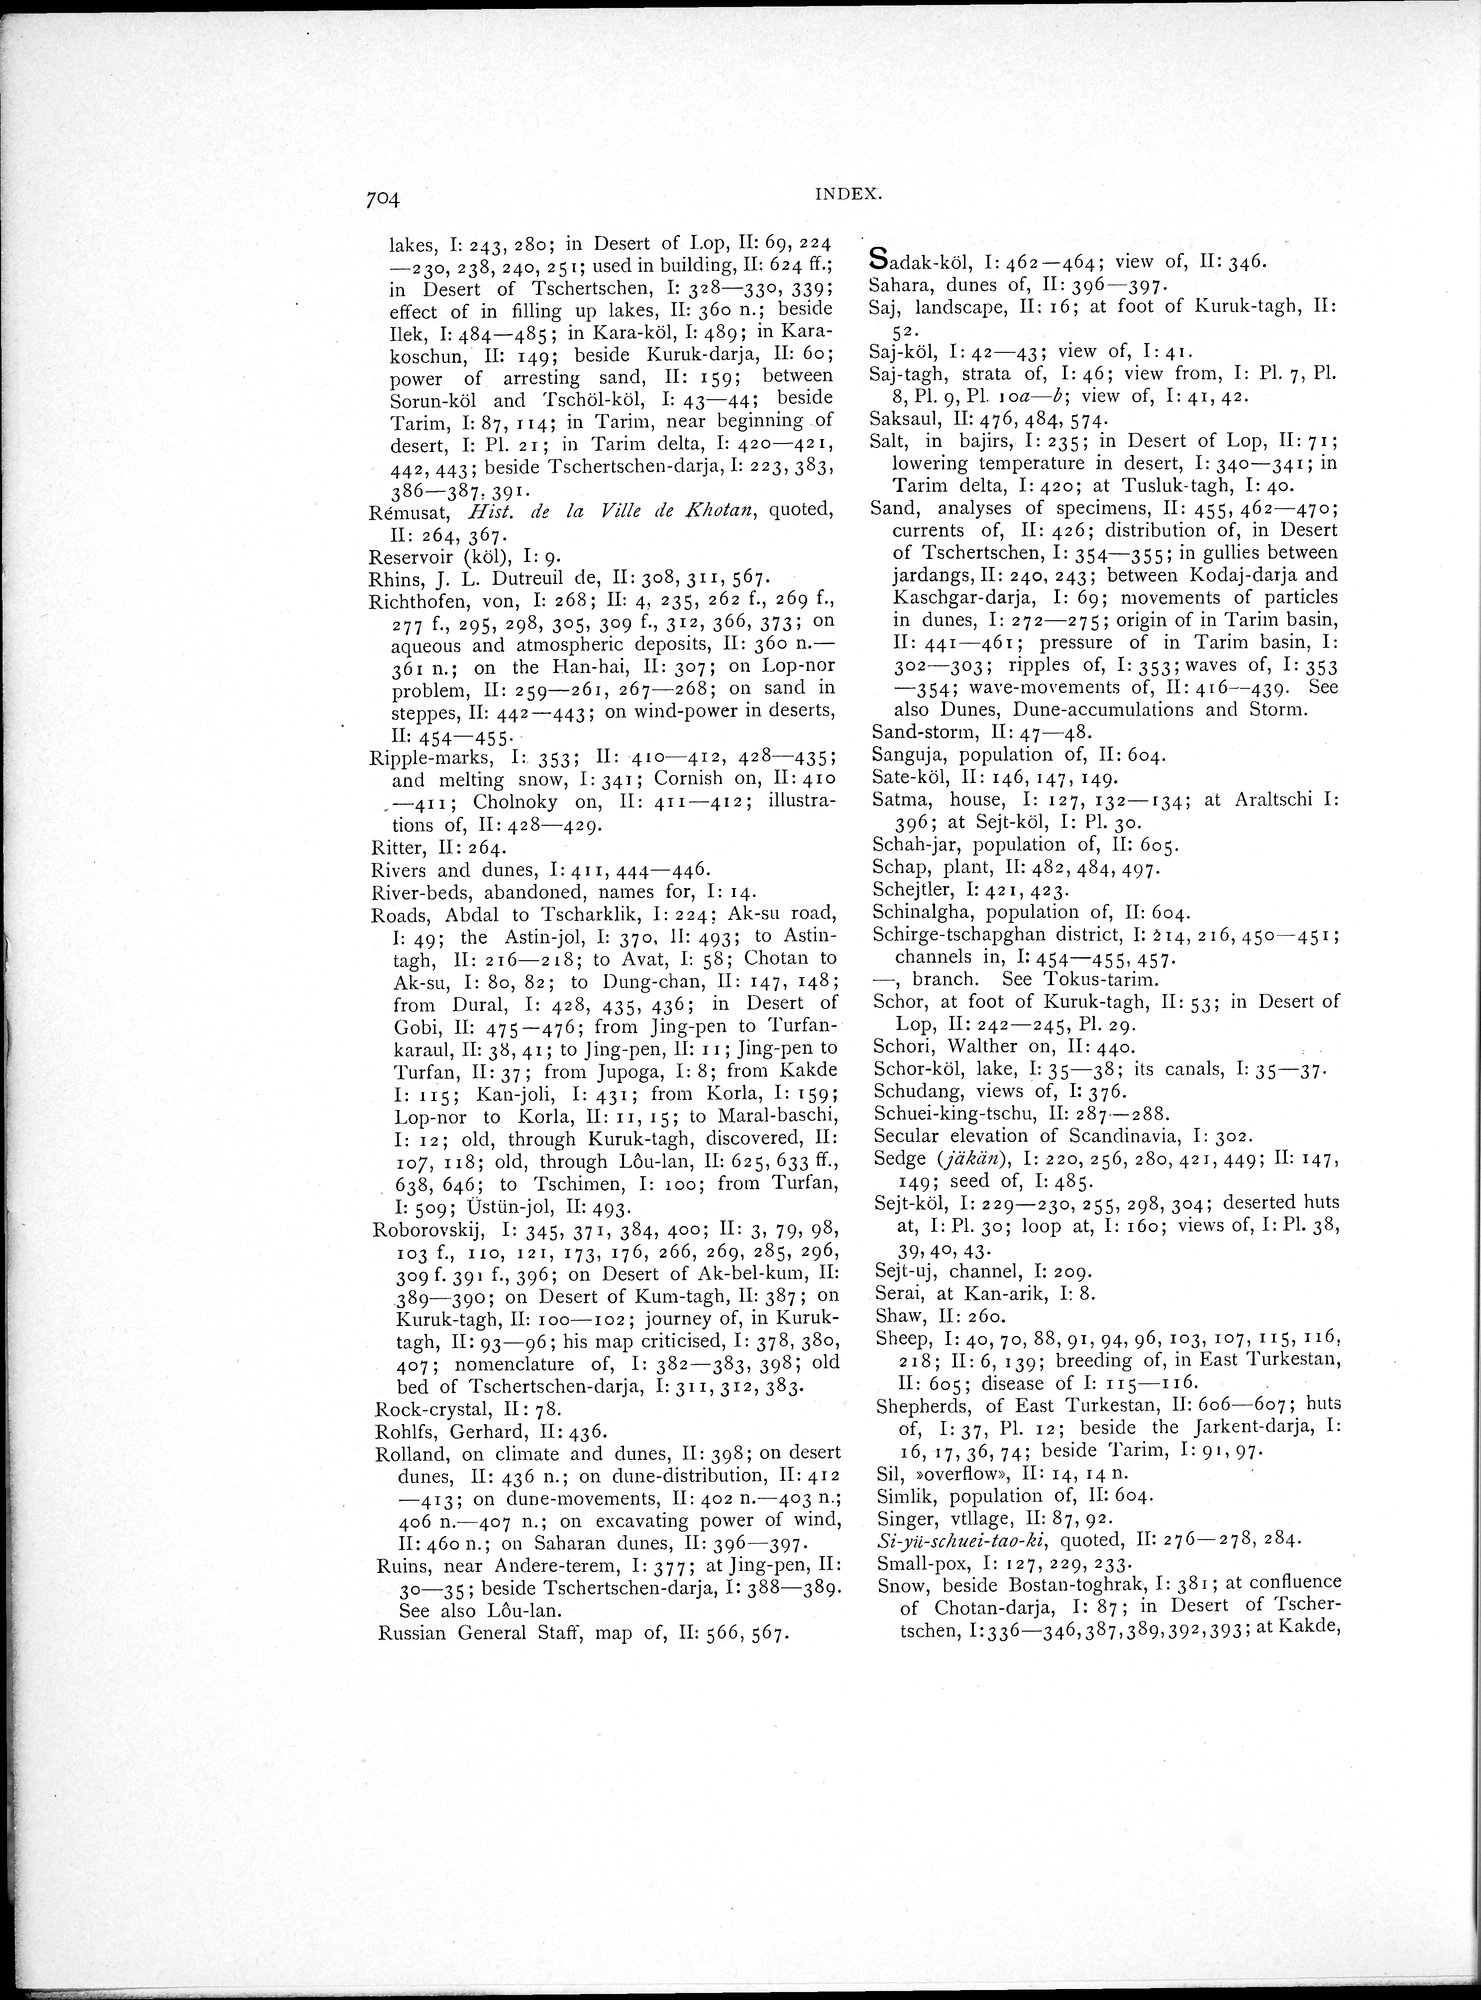 704
INDEX.
lakes, I: 243, 280; in Desert of Lop, II: 69, 224
—230, 238, 240, 251; used in building, II: 624 ff.;
in Desert of Tschertschen, I: 328—330, 339;
effect of in filling up lakes, II: 360 n.; beside
Ilek, I: 484—485; in Kara-köl, I: 489; in Kara-
koschun, II: 149; beside Kuruk-darja, II: 60;
power of arresting sand, II: 159; between
Sorun-köl and Tschöl-köl, I: 43—44; beside
Tarim, I: 87, 114; in Tarim, near beginning of
desert, I: Pl. 21; in Tarim delta, I: 420—421,
442, 443; beside Tschertschen-darja, I: 223, 383,
386—387, 391.
Rémusat, Hist. de la Ville de Khotan, quoted,
II: 264, 367.
Reservoir (köl), I: 9.
Rhins, J. L. Dutreuil de, II: 308, 311, 567.
Richthofen, von, I: 268; II: 4, 235, 262 f., 269 f.,
277 f., 295, 298, 305, 309 f., 312, 366, 373; on
aqueous and atmospheric deposits, II: 360 n.—
361 n.; on the Han-hai, II: 307; on Lop-nor
problem, II: 259—261, 267—268; on sand in
steppes, II: 442—443; on wind-power in deserts,
II: 454—455.
Ripple-marks, I: 353; II: 410—412, 428—435;
and melting snow, I: 341; Cornish on, II: 410
—411; Cholnoky on, II: 411—412; illustra-
tions of, II: 428—429.
Ritter, II: 264.
Rivers and dunes, I: 411, 444—446.
River-beds, abandoned, names for, I: 14.
Roads, Abdal to Tscharklik, I: 224; Ak-su road,
I: 49; the Astin-jol, I: 370, II: 493; to Astin-
tagh, II: 216—218; to Avat, I: 58; Chotan to
Ak-su, I: 80, 82; to Dung-chan, II: 147, 148;
from Dural, I: 428, 435, 436; in Desert of
Gobi, II: 475—476; from Jing-pen to Turfan-
karaul, II: 38, 41; to Jing-pen, II: 11; Jing-pen to
Turfan, II: 37; from Jupoga, I: 8; from Kakde
I: 115; Kan-joli, I: 431; from Korla, I: 159;
Lop-nor to Korla, II: 11, 15; to Maral-baschi,
I: 12; old, through Kuruk-tagh, discovered, II:
107, 118; old, through Lôu-lan, II: 625, 633 ff.,
638, 646; to Tschimen, I: 100; from Turfan,
I: 509; Üstün-jol, II: 493.
Roborovskij, I: 345, 371, 384, 400; II: 3, 79, 98,
103 f., 110, 121, 173, 176, 266, 269, 285, 296,
309 f. 391 f., 396; on Desert of Ak-bel-kum, II:
389—390; on Desert of Kum-tagh, II: 387; on
Kuruk-tagh, II: 100—102; journey of, in Kuruk-
tagh, II: 93—96; his map criticised, I: 378, 380,
407; nomenclature of, I: 382—383, 398; old
bed of Tschertschen-darja, I: 311, 312, 383.
Rock-crystal, II: 78.
Rohlfs, Gerhard, II: 436.
Rolland, on climate and dunes, II: 398; on desert
dunes, II: 436 n.; on dune-distribution, II: 412
—413; on dune-movements, II: 402 n.—403 n.;
406 n.—407 n.; on excavating power of wind,
II: 460 n.; on Saharan dunes, II: 396—397.
Ruins, near Andere-terem, I: 377; at Jing-pen, II:
30—35; beside Tschertschen-darja, I: 388—389.
See also Lôu-lan.
Russian General Staff, map of, II: 566, 567.
Sadak-köl, I: 462—464; view of, II: 346.
Sahara, dunes of, II: 396—397.
Saj, landscape, II: 16; at foot of Kuruk-tagh, II:
52.
Saj-köl, I: 42—43; view of, I: 41.
Saj-tagh, strata of, I: 46; view from, I: Pl. 7, Pl.
8, Pl. 9, Pl. 10a—b; view of, I: 41, 42.
Saksaul, II: 476, 484, 574.
Salt, in bajirs, I: 235; in Desert of Lop, II: 71;
lowering temperature in desert, I: 340—341; in
Tarim delta, I: 420; at Tusluk-tagh, I: 40.
Sand, analyses of specimens, II: 455, 462—470;
currents of, II: 426; distribution of, in Desert
of Tschertschen, I: 354—355; in gullies between
jardangs, II: 240, 243; between Kodaj-darja and
Kaschgar-darja, I: 69; movements of particles
in dunes, I: 272—275; origin of in Tarim basin,
II: 441—461; pressure of in Tarim basin, I:
302—303; ripples of, I: 353; waves of, I: 353
—354; wave-movements of, II: 416—439. See
also Dunes, Dune-accumulations and Storm.
Sand-storm, II: 47—48.
Sanguja, population of, II: 604.
Sate-köl, II: 146, 147, 149.
Satma, house, I: 127, 132—134; at Araltschi I:
396; at Sejt-köl, I: Pl. 30.
Schah-jar, population of, II: 605.
Schap, plant, II: 482, 484, 497.
Schejtler, I: 421, 423.
Schinalgha, population of, II: 604.
Schirge-tschapghan district, I: 214, 216, 450—451;
channels in, I: 454—455, 457.
—, branch. See Tokus-tarim.
Schor, at foot of Kuruk-tagh, II: 53; in Desert of
Lop, II: 242—245, Pl. 29.
Schori, Walther on, II: 440.
Schor-köl, lake, I: 35—38; its canals, I: 35—37.
Schudang, views of, I: 376.
Schuei-king-tschu, II: 287—288.
Secular elevation of Scandinavia, I: 302.
Sedge (jäkän), I: 220, 256, 280, 421, 449; II: 147,
149; seed of, I: 485.
Sejt-köl, I: 229—230, 255, 298, 304; deserted huts
at, I: Pl. 30; loop at, I: 160; views of, I: Pl. 38,
39, 40, 43.
Sejt-uj, channel, I: 209.
Serai, at Kan-arik, I: 8.
Shaw, II: 260.
Sheep, I: 40, 70, 88, 91, 94, 96, 103, 107, 115, 116,
218; II: 6, 139; breeding of, in East Turkestan,
II: 605; disease of I: 115—116.
Shepherds, of East Turkestan, II: 606—607; huts
of, I: 37, Pl. 12; beside the Jarkent-darja, I:
16, 17, 36, 74; beside Tarim, I: 91, 97.
Sil, »overflow», II: 14, 14 n.
Simlik, population of, II: 604.
Singer, vtllage, II: 87, 92.
Si-yü-schuei-tao-ki, quoted, II: 276—278, 284.
Small-pox, I: 127, 229, 233.
Snow, beside Bostan-toghrak, I: 381; at confluence
of Chotan-darja, I: 87; in Desert of Tscher-
tschen, I: 336—346, 387, 389, 392, 393; at Kakde,